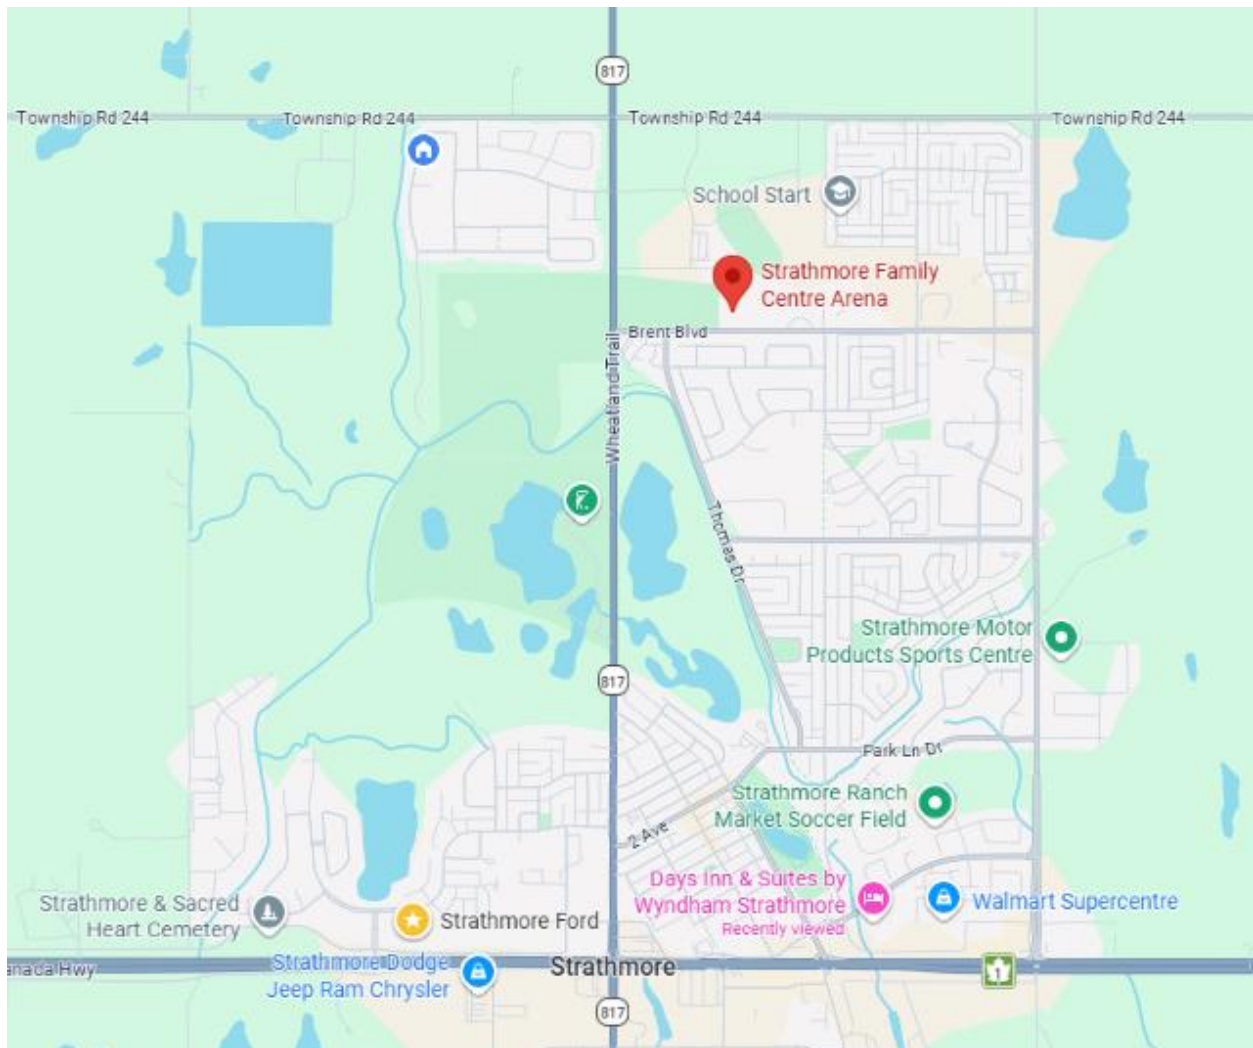 817
Township Rd 244
Township Rd 244
Township Rd 244
Township Rd 244
School Start
Strathmore Family
Centre Arena
Brent Blvd
Wheatland Trail
Thomas Dr
Strathmore Motor
Products Sports Centre
817
Park Ln Dr
Strathmore Ranch
Market Soccer Field
2 Ave
Days Inn & Suites by
Wyndham Strathmore
Recently viewed
Walmart Supercentre
Strathmore & Sacred
Heart Cemetery
Strathmore Ford
anada Hwy
Strathmore Dodge
Jeep Ram Chrysler
Strathmore
1
817